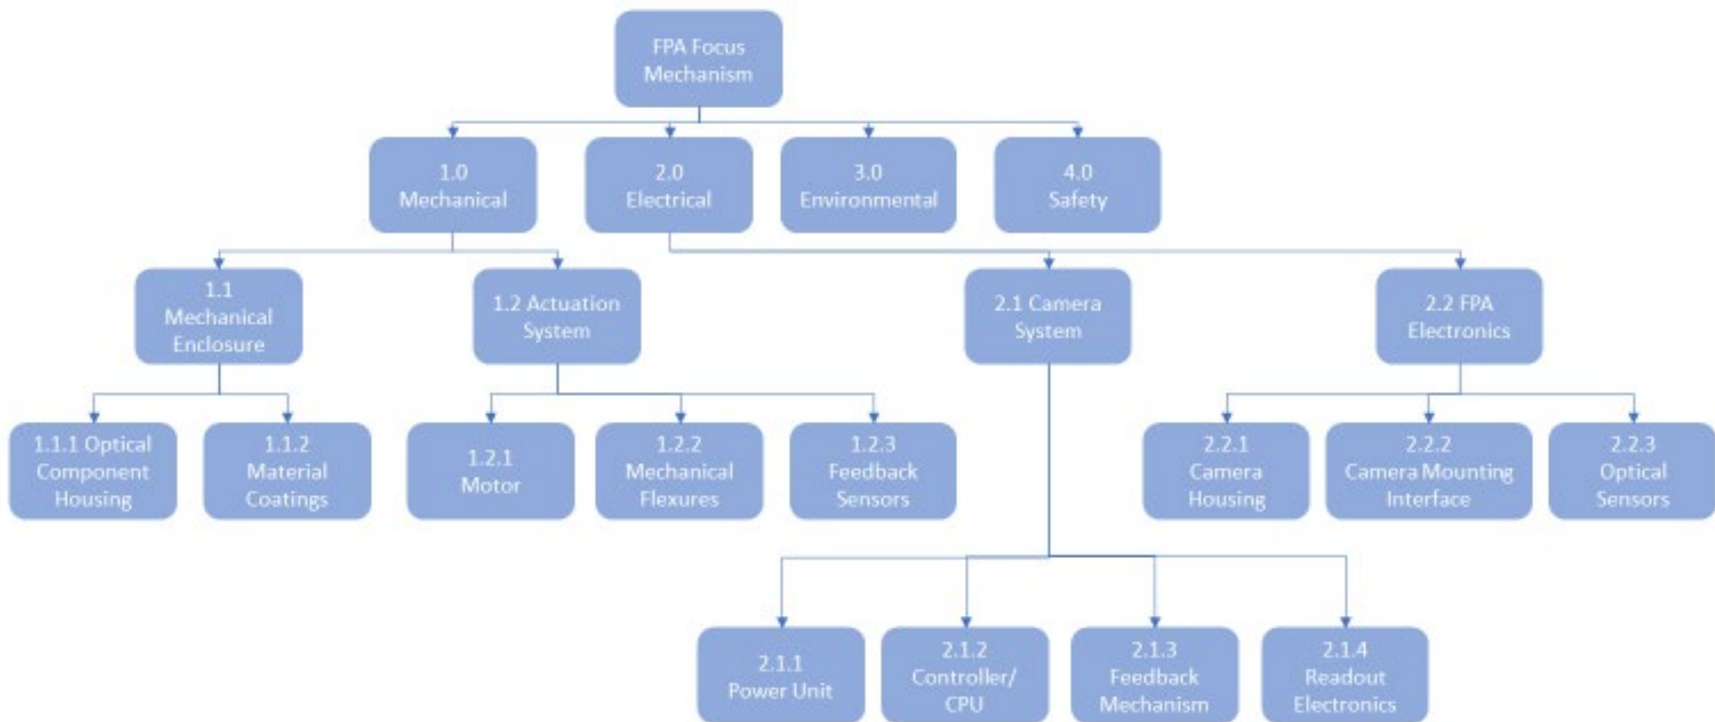 FPA Focus
Mechanism
1.0
Mechanical
2.0
Electrical
3.0
Environmental
4.0
Safety
1.1
Mechanical
Enclosure
1.2 Actuation
System
2.1 Camera
System
2.2 FPA
Electronics
1.1.1 Optical
Component
Housing
1.1.2
Material
Coatings
1.2.1
Motor
1.2.2
Mechanical
Flexures
1.2.3
Feedback
Sensors
2.2.1
Camera
Housing
2.2.2
Camera Mounting
Interface
2.2.3
Optical
Sensors
2.1.1
Power Unit
2.1.2
Controller/
CPU
2.1.3
Feedback
Mechanism
2.1.4
Readout
Electronics